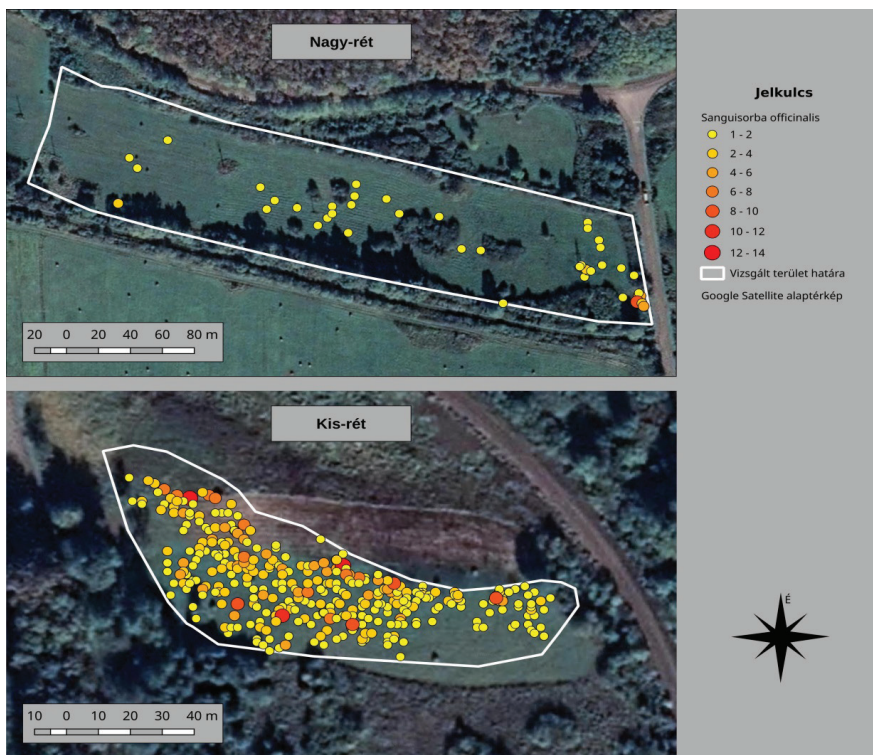 Nagy-rét
20 0 20 40 60 80 m
Kis-rét
10 0 10 20 30 40 m
Jelkulcs
Sanguisorba officinalis
1 - 2
2 - 4
4 - 6
6 - 8
8 - 10
10 - 12
12 - 14
Vizsgált terület határa
Google Satellite alaptérkép
É